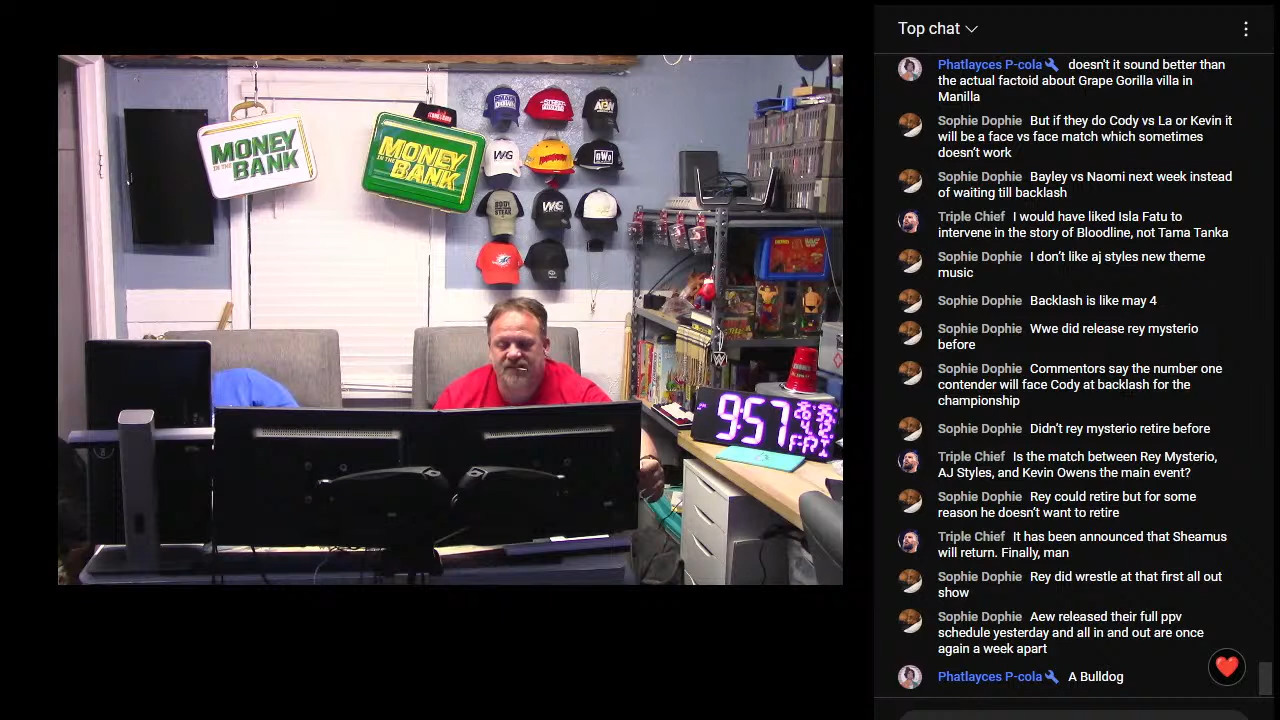 Top chat
Phatlayces P-cola doesn't it sound better than
the actual factoid about Grape Gorilla villa in
Manilla
Sophie Dophie But if they do Cody vs La or Kevin it
will be a face vs face match which sometimes
doesn't work
Sophie Dophie Bayley vs Naomi next week instead
of waiting till backlash
Triple Chief I would have liked Isla Fatu to
intervene in the story of Bloodline, not Tama Tanka
Sophie Dophie I don't like aj styles new theme
music
Sophie Dophie Backlash is like may 4
Sophie Dophie Wwe did release rey mysterio
before
Sophie Dophie Commentors say the number one
contender will face Cody at backlash for the
championship
Sophie Dophie Didn't rey mysterio retire before
Triple Chief Is the match between Rey Mysterio,
AJ Styles, and Kevin Owens the main event?
Sophie Dophie Rey could retire but for some
reason he doesn't want to retire
Triple Chief It has been announced that Sheamus
will return. Finally, man
Sophie Dophie Rey did wrestle at that first all out
show
Sophie Dophie Aew released their full ppv
schedule yesterday and all in and out are once
again a week apart
Phatlayces P-cola A Bulldog
MONEY
IN THE BANK
MONEY
IN THE BANK
AEW
WG
nWo
WG
9:57
4 12
FRI